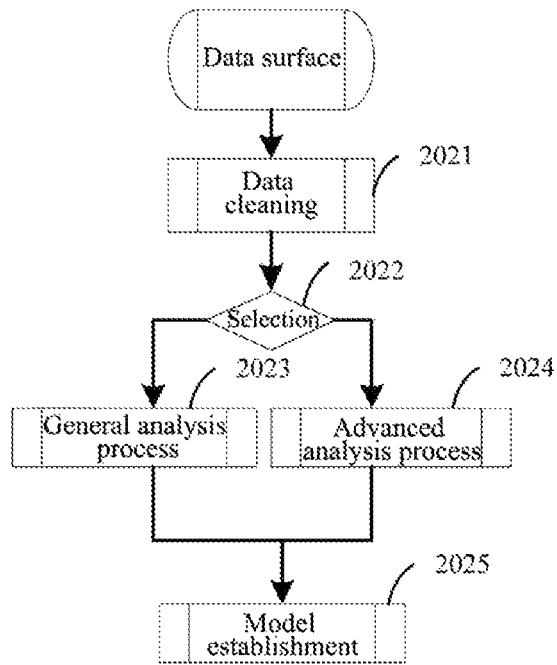 Data surface
2021
Data
cleaning
2022
Selection
2023
2024
General analysis
process
Advanced
analysis process
2025
Model
establishment